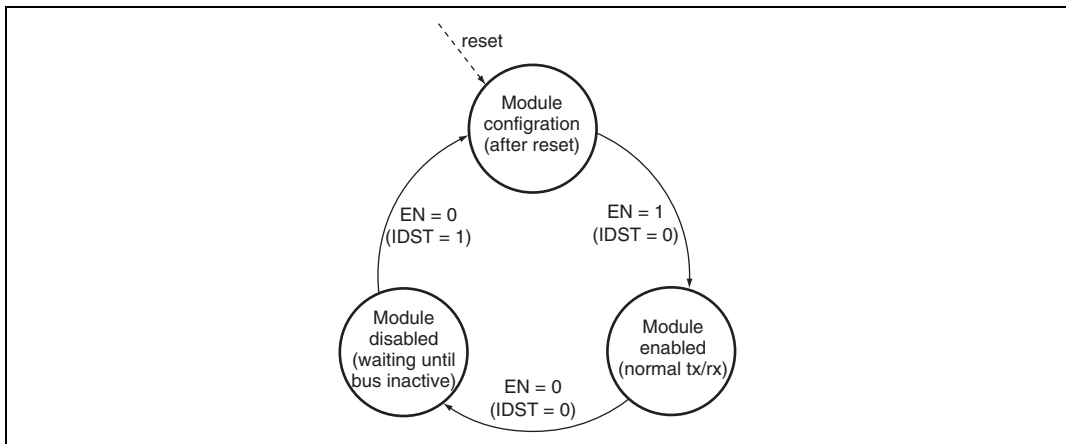 reset
Module
configration
(after reset)
EN = 0
(IDST = 1)
EN = 1
(IDST = 0)
Module
disabled
(waiting until
bus inactive)
Module
enabled
(normal tx/rx)
EN = 0
(IDST = 0)